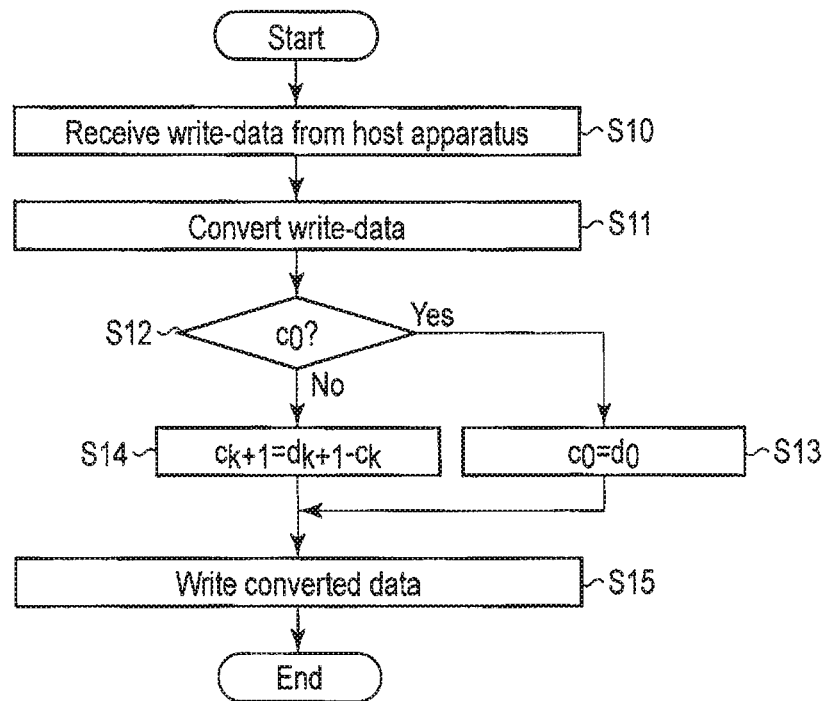 Start
Receive write-data from host apparatus
S10
Convert write-data
S11
S12
c0?
Yes
No
S14
ck+1=dk+1-ck
c0=d0
S13
Write converted data
S15
End